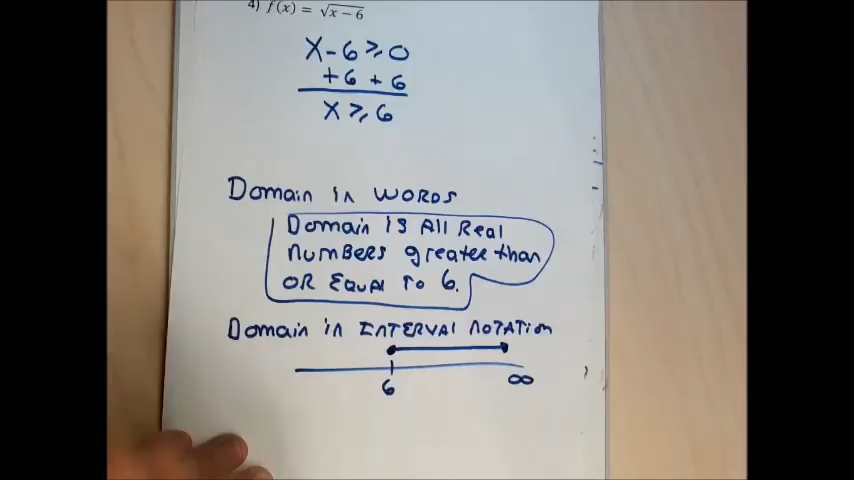 4) f(x) = √x − 6
x - 6 ≥ 0
+6 + 6
x ≥ 6
Domain in WORDS
Domain is All Real
numBERS greater than
OR EQUAL TO 6.
Domain in INTERVAL NOTATION
6 ∞